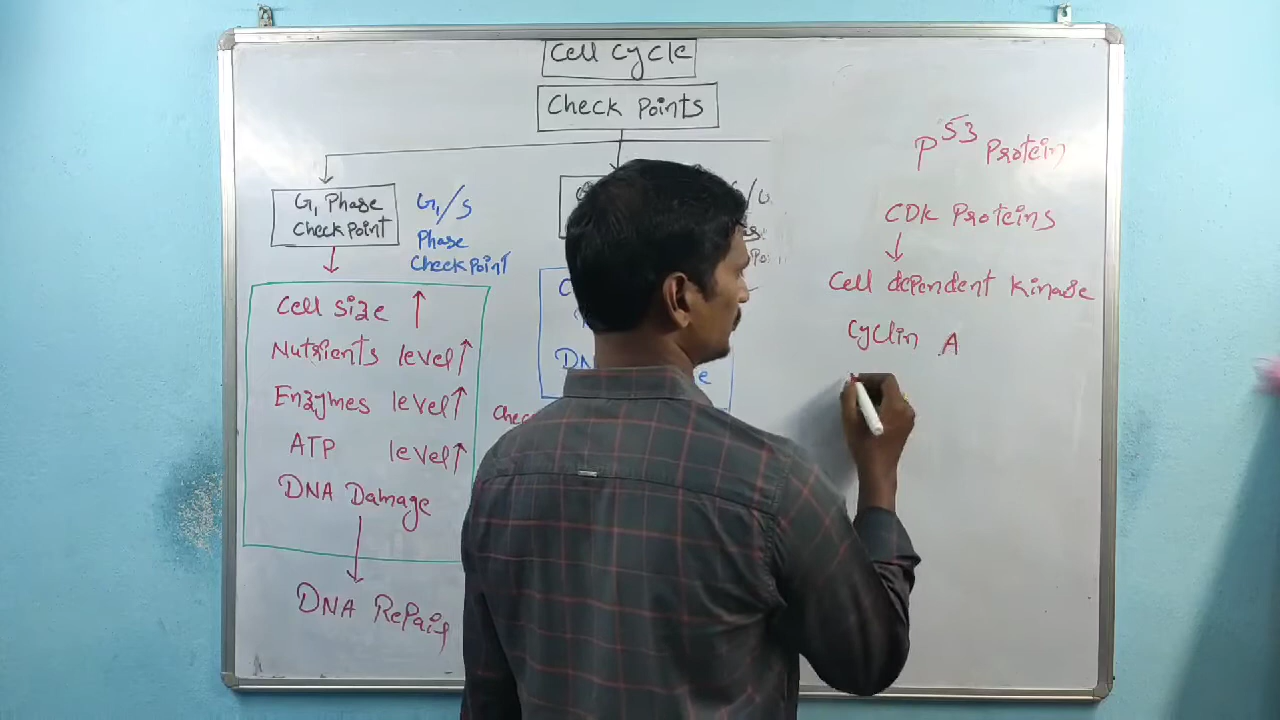 Cell Cycle
Check Points
G1 Phase
Check Point
G1/S
Phase
Check Point
Cell Size ↑
Nutrients level ↑
Enzymes level ↑
ATP level ↑
DNA Damage
DNA Repair
P53 Protein
CDK Proteins
Cell dependent Kinase
Cyclin A